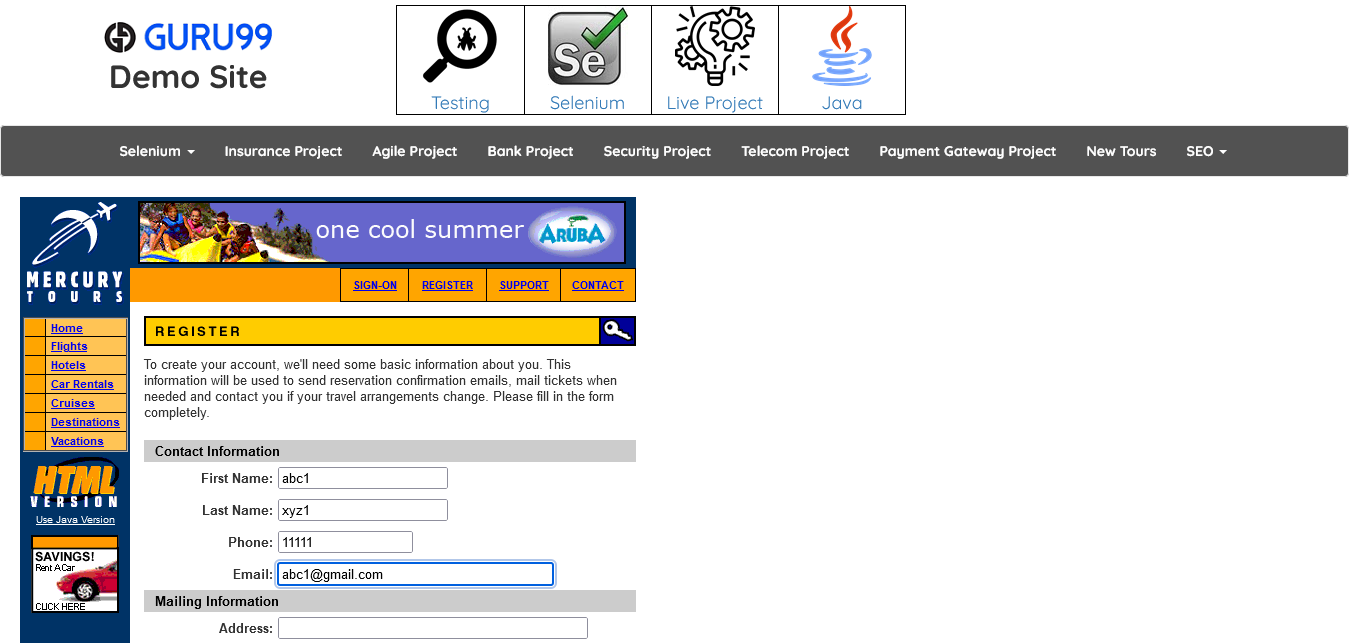 GURU99
Demo Site
Testing
Selenium
Live Project
Java
Se
Selenium
Insurance Project
Agile Project
Bank Project
Security Project
Telecom Project
Payment Gateway Project
New Tours
SEO
MERCURY
TOURS
one cool summer
ARUBA
SIGN-ON
REGISTER
SUPPORT
CONTACT
Home
Flights
Hotels
Car Rentals
Cruises
Destinations
Vacations
HTML
VERSION
Use Java Version
SAVINGS!
Rent A Car
CLICK HERE
REGISTER
To create your account, we'll need some basic information about you. This
information will be used to send reservation confirmation emails, mail tickets when
needed and contact you if your travel arrangements change. Please fill in the form
completely.
Contact Information
First Name: abc1
Last Name: xyz1
Phone: 11111
Email: abc1@gmail.com
Mailing Information
Address: